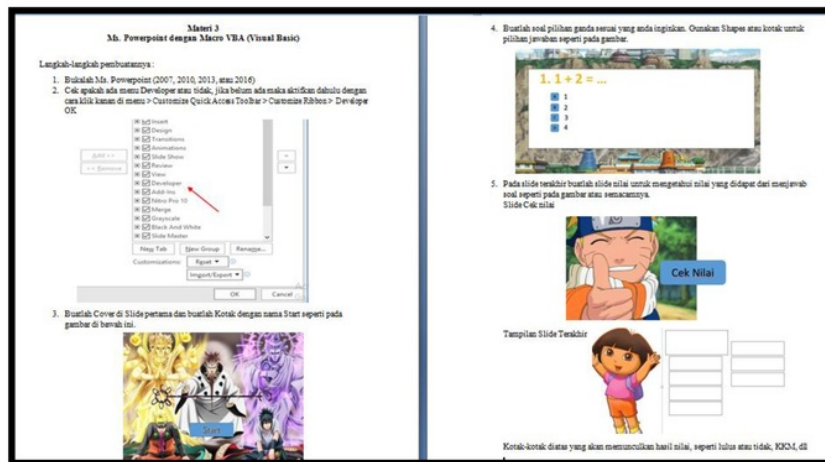 Materi 3
Ms. Powerpoint dengan Macro VBA (Visual Basic)
Langkah-langkah pembuatannya :
1. Bukalah Ms. Powerpoint (2007, 2010, 2013, atau 2016)
2. Cek apakah ada menu Developer atau tidak, jika belum ada maka aktifkan dahulu dengan
cara klik kanan di menu > Customize Quick Access Toolbar > Customize Ribbon > Developer
OK
Insert
Design
Transitions
Animations
Slide Show
Review
View
Developer
Add-Ins
Nitro Pro 10
Merge
Grayscale
Black And White
Slide Master
Add >>
<< Remove
New Tab
New Group
Rename...
Customizations:
Reset
Import/Export
OK
Cancel
3. Buatlah Cover di Slide pertama dan buatlah Kotak dengan nama Start seperti pada
gambar di bawah ini.
Start
4. Buatlah soal pilihan ganda sesuai yang anda inginkan. Gunakan Shapes atau kotak untuk
pilihan jawaban seperti pada gambar.
1. 1 + 2 = ...
1
2
3
4
5. Pada slide terakhir buatlah slide nilai untuk mengetahui nilai yang didapat dari menjawab
soal seperti pada gambar atau semacamnya.
Slide Cek nilai
Cek Nilai
Tampilan Slide Terakhir
Kotak-kotak diatas yang akan memunculkan hasil nilai, seperti lulus atau tidak, KKM, dll